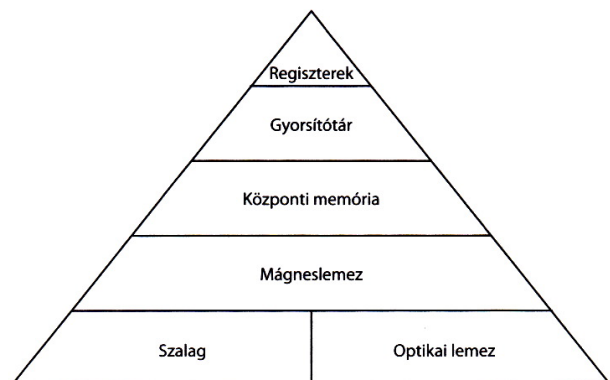 Regiszterek
Gyorsítótár
Központi memória
Mágneslemez
Szalag
Optikai lemez